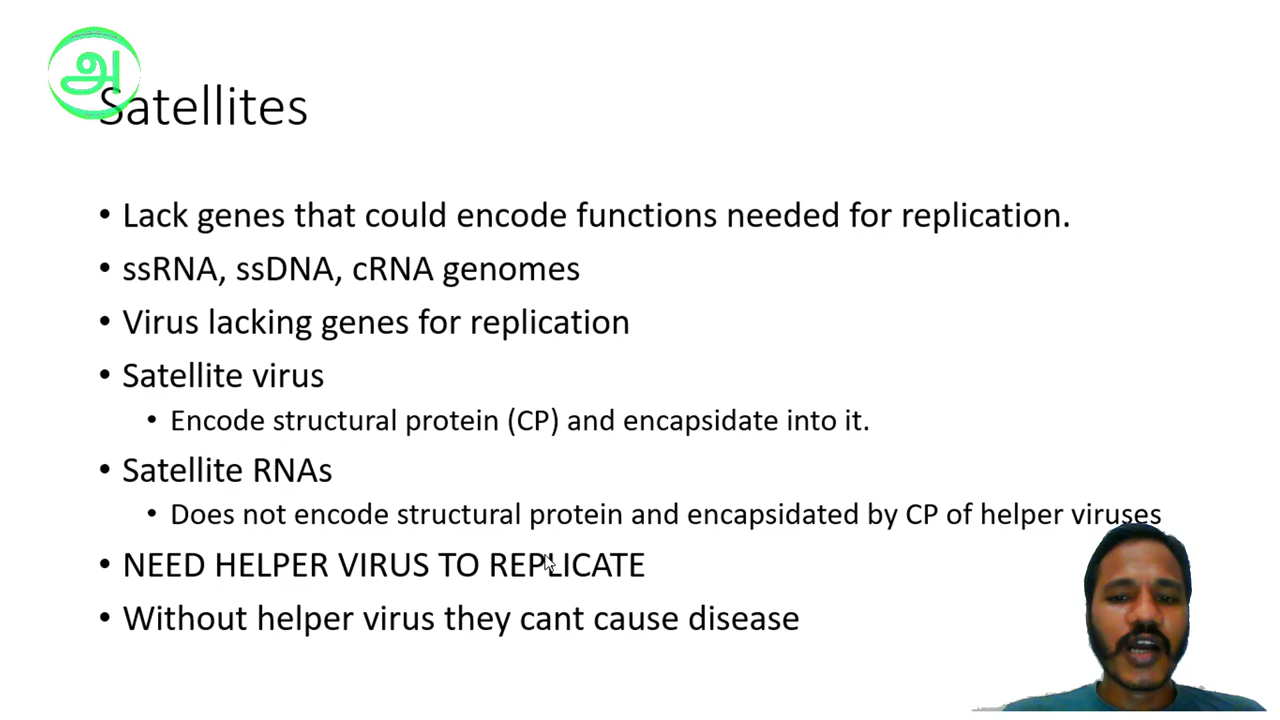 அ
Satellites
• Lack genes that could encode functions needed for replication.
• ssRNA, ssDNA, cRNA genomes
• Virus lacking genes for replication
• Satellite virus
• Encode structural protein (CP) and encapsidate into it.
• Satellite RNAs
• Does not encode structural protein and encapsidated by CP of helper viruses
• NEED HELPER VIRUS TO REPLICATE
• Without helper virus they cant cause disease